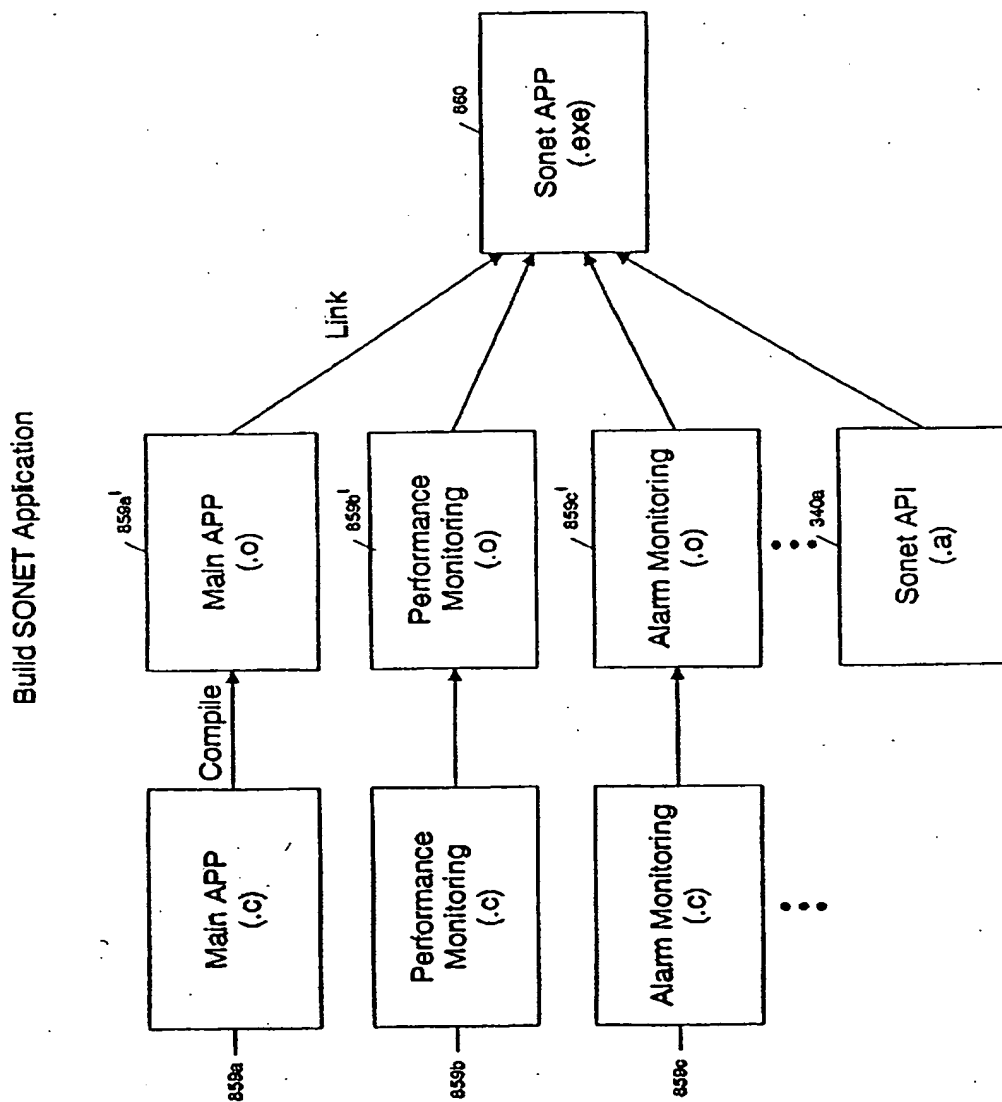 Build SONET Application
859a
Main APP
(.c)
Compile
859a'
Main APP
(.o)
Link
859b
Performance
Monitoring
(.c)
859b'
Performance
Monitoring
(.o)
859c
Alarm Monitoring
(.c)
859c'
Alarm Monitoring
(.o)
340a
Sonet API
(.a)
860
Sonet APP
(.exe)